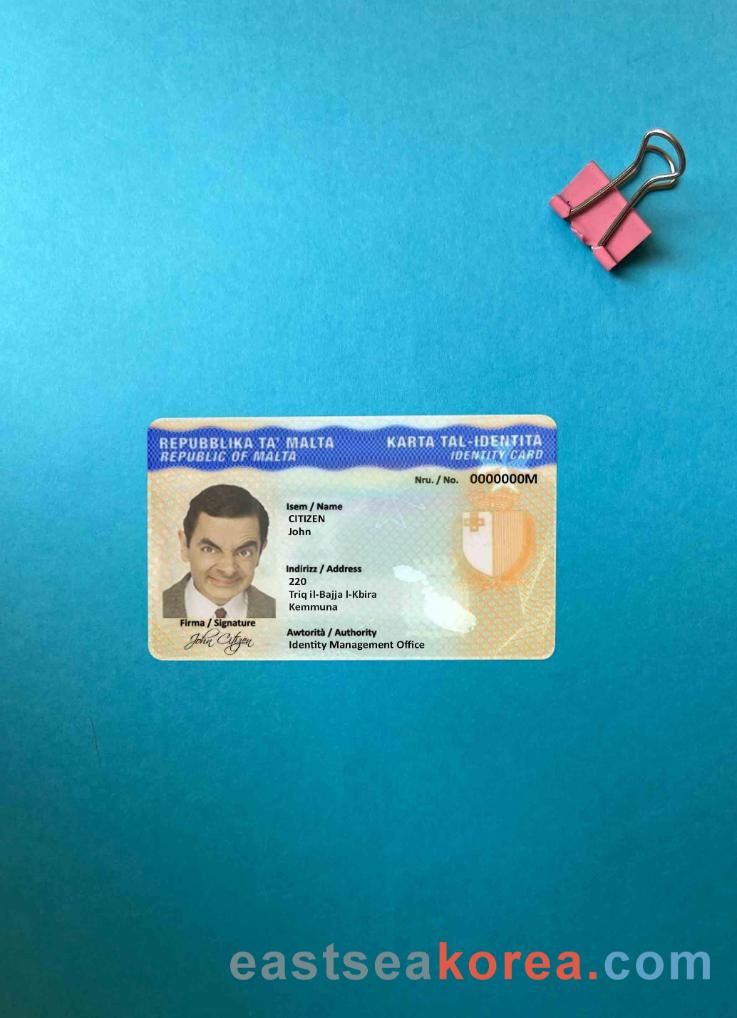 REPUBBLIKA TA' MALTA
REPUBLIC OF MALTA
KARTA TAL-IDENTITÀ
IDENTITY CARD
Nru. / No. 0000000M
Isem / Name
CITIZEN
John
Indirizz / Address
220
Triq il-Bajja l-Kbira
Kemmuna
Firma / Signature
John Citizen
Awtorità / Authority
Identity Management Office
eastseakorea.com